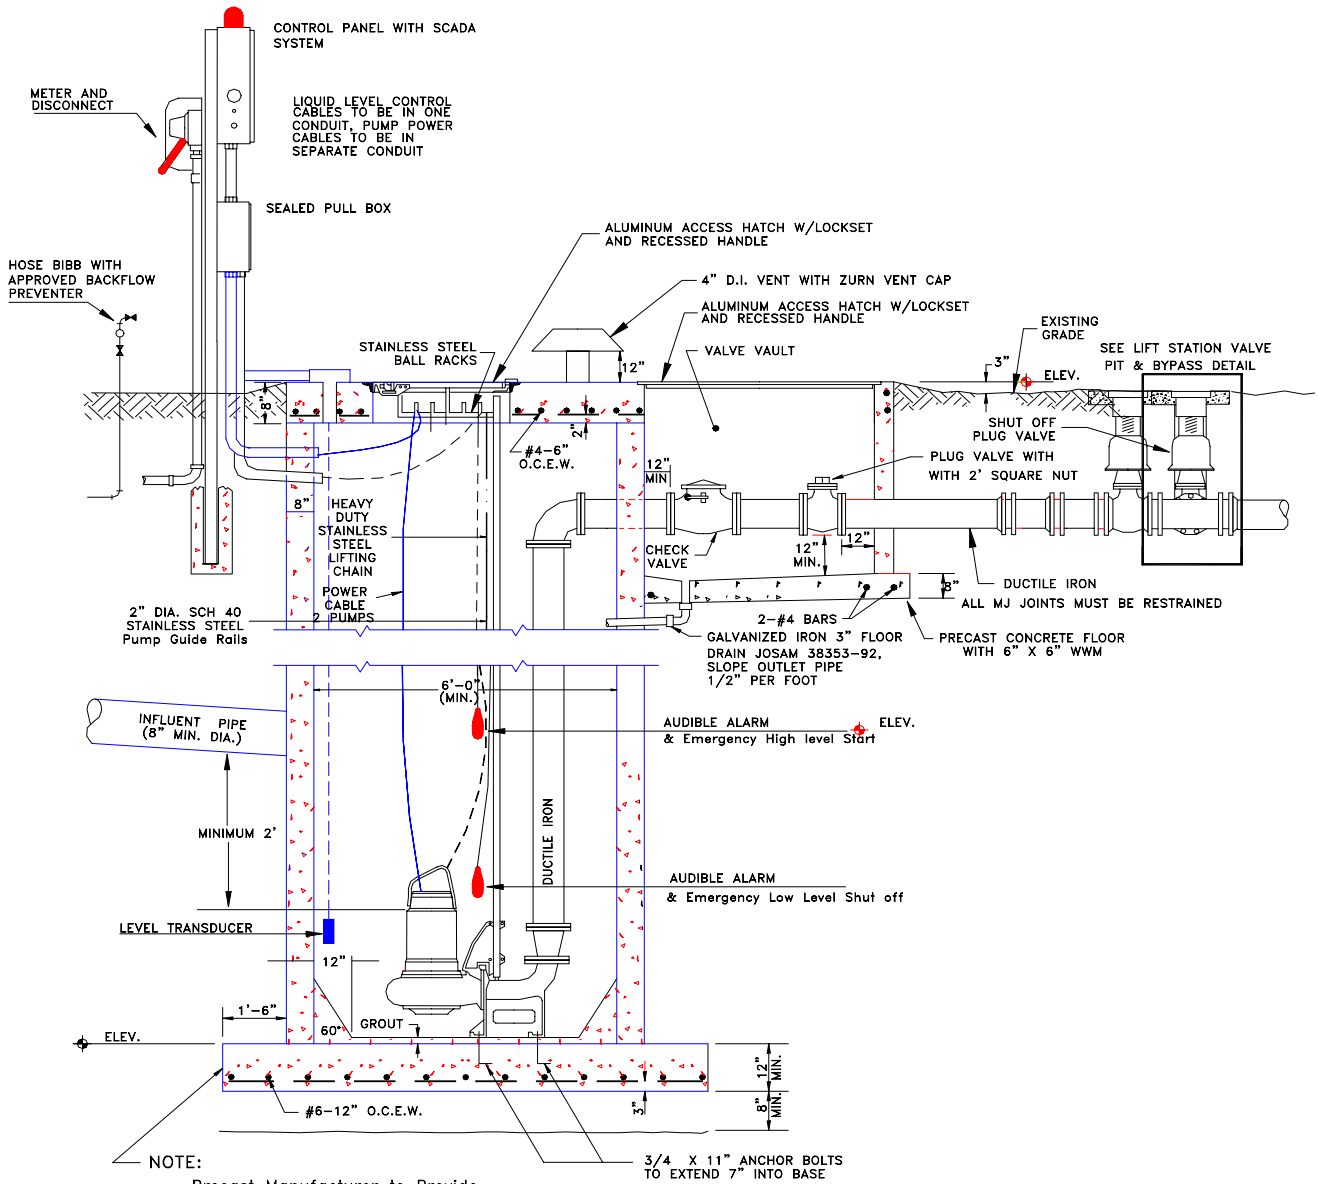 CONTROL PANEL WITH SCADA
SYSTEM
METER AND
DISCONNECT
LIQUID LEVEL CONTROL
CABLES TO BE IN ONE
CONDUIT, PUMP POWER
CABLES TO BE IN
SEPARATE CONDUIT
SEALED PULL BOX
HOSE BIBB WITH
APPROVED BACKFLOW
PREVENTER
ALUMINUM ACCESS HATCH W/LOCKSET
AND RECESSED HANDLE
4" D.I. VENT WITH ZURN VENT CAP
ALUMINUM ACCESS HATCH W/LOCKSET
AND RECESSED HANDLE
STAINLESS STEEL
BALL RACKS
12"
VALVE VAULT
EXISTING
GRADE
3"
ELEV.
SEE LIFT STATION VALVE
PIT & BYPASS DETAIL
8"
2"
#4-6"
O.C.E.W.
SHUT OFF
PLUG VALVE
PLUG VALVE WITH
WITH 2' SQUARE NUT
12"
MIN
8"
HEAVY
DUTY
STAINLESS
STEEL
LIFTING
CHAIN
POWER
CABLE
2 PUMPS
CHECK
VALVE
12"
MIN.
12"
8"
DUCTILE IRON
ALL MJ JOINTS MUST BE RESTRAINED
2" DIA. SCH 40
STAINLESS STEEL
Pump Guide Rails
2-#4 BARS
GALVANIZED IRON 3" FLOOR
DRAIN JOSAM 38353-92,
SLOPE OUTLET PIPE
1/2" PER FOOT
PRECAST CONCRETE FLOOR
WITH 6" X 6" WWM
6'-0"
(MIN.)
INFLUENT PIPE
(8" MIN. DIA.)
AUDIBLE ALARM
& Emergency High level Start
ELEV.
MINIMUM 2'
DUCTILE IRON
AUDIBLE ALARM
& Emergency Low Level Shut off
LEVEL TRANSDUCER
12"
1'-6"
60°
GROUT
ELEV.
12"
MIN.
8"
MIN.
3"
#6-12" O.C.E.W.
NOTE:
Precast Manufacturer to Provide
3/4 X 11" ANCHOR BOLTS
TO EXTEND 7" INTO BASE